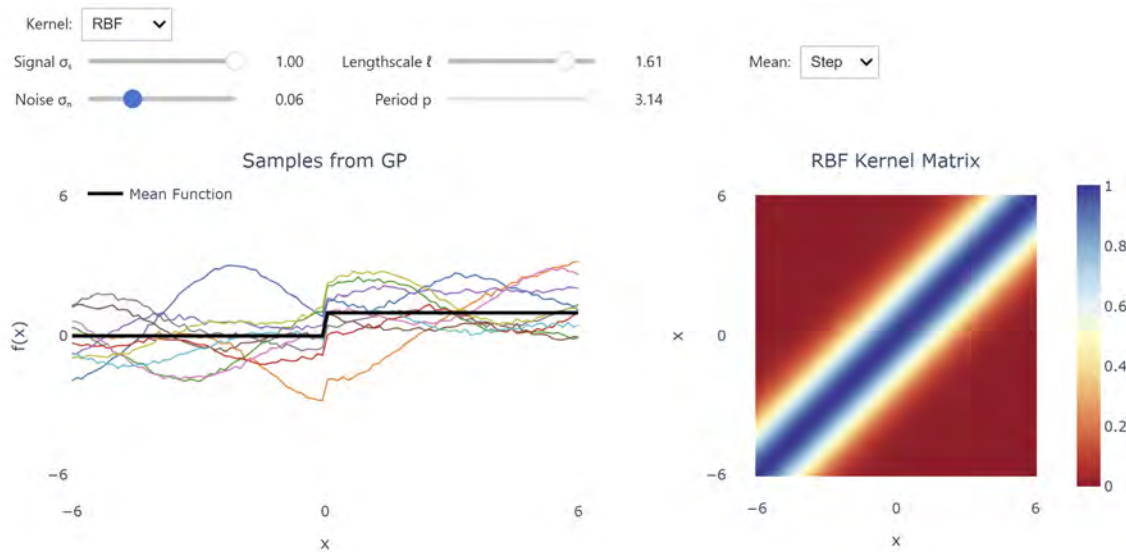 Kernel: RBF
Signal σₛ 1.00 Lengthscale ℓ 1.61 Mean: Step
Noise σₙ 0.06 Period p 3.14
Samples from GP
6
Mean Function
0
f(x)
−6
−6 0 6
x
RBF Kernel Matrix
6
0
x
−6
−6 0 6
x
1
0.8
0.6
0.4
0.2
0